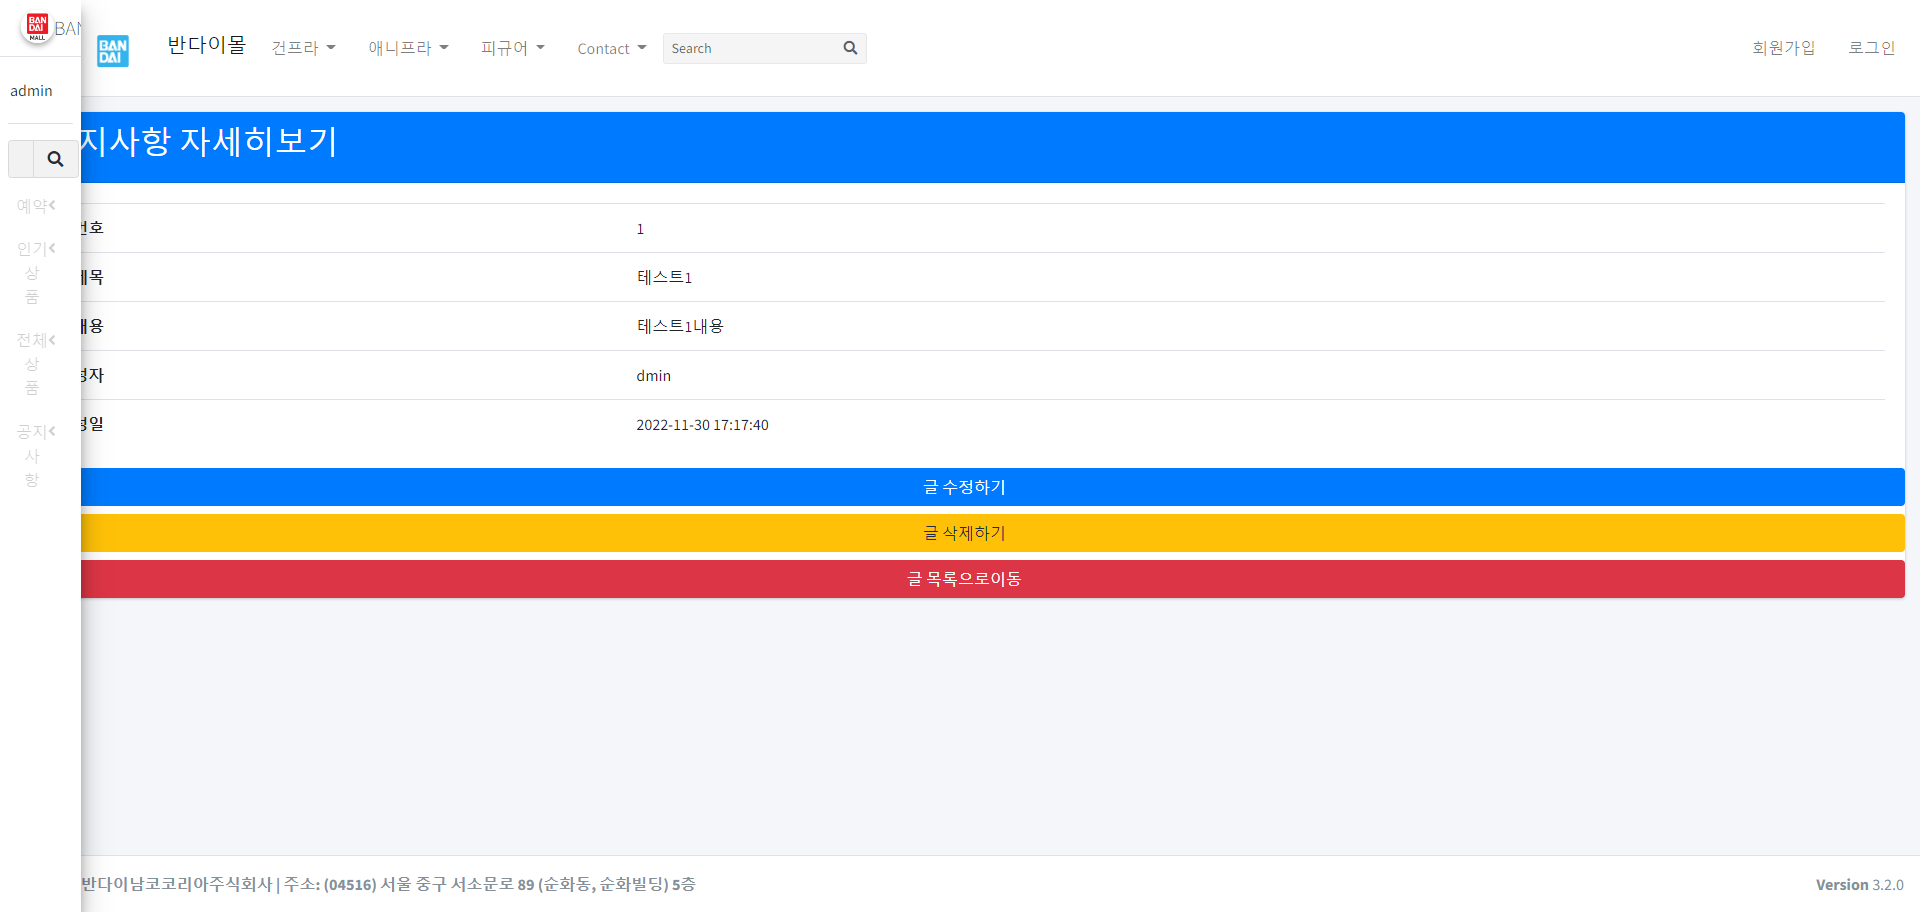 BAN DAI MALL
BAN
BAN DAI
반다이몰
건프라
애니프라
피규어
Contact
Search
회원가입
로그인
admin
예약
인기
상
품
전체
상
품
공지
사
항
지사항 자세히보기
번호 1
제목 테스트1
내용 테스트1내용
자 dmin
일 2022-11-30 17:17:40
글 수정하기
글 삭제하기
글 목록으로이동
반다이남코코리아주식회사 | 주소: (04516) 서울 중구 서소문로 89 (순화동, 순화빌딩) 5층
Version 3.2.0